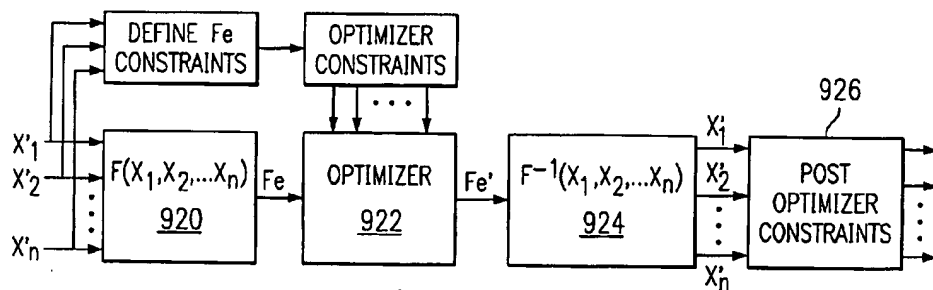 DEFINE Fe
CONSTRAINTS
OPTIMIZER
CONSTRAINTS
X'1
X'2
X'n
F(X1,X2,...Xn)
920
Fe
OPTIMIZER
922
Fe'
F-1(X1,X2,...Xn)
924
X'1
X'2
X'n
926
POST
OPTIMIZER
CONSTRAINTS